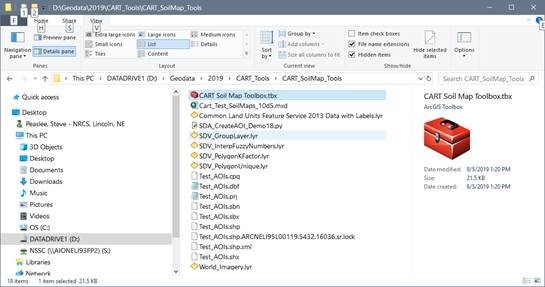 D:\Geodata\2019\CART_Tools\CART_SoilMap_Tools
1 2
F H S V
File Home Share View E
Navigation pane
Preview pane
Details pane
Panes
Extra large icons Large icons Medium icons
Small icons List Details
Tiles Content
Layout
Sort by
Group by
Add columns
Size all columns to fit
Current view
Item check boxes
File name extensions
Hidden items
Show/hide
Hide selected items
Options
This PC > DATADRIVE1 (D:) > Geodata > 2019 > CART_Tools > CART_SoilMap_Tools
Search CART_SoilMap_Tools
Quick access
Desktop
Peaslee, Steve - NRCS, Lincoln, NE
This PC
3D Objects
Desktop
Documents
Downloads
Music
Pictures
Videos
OS (C:)
DATADRIVE1 (D:)
NSSC (\\AIONELI93FP2) (S:)
Libraries
Network
CART Soil Map Toolbox.tbx
Cart_Test_SoilMaps_10d5.mxd
Common Land Units Feature Service 2013 Data with Labels.lyr
SDA_CreateAOI_Demo18.py
SDV_GroupLayer.lyr
SDV_InterpFuzzyNumbers.lyr
SDV_PolygonKFactor.lyr
SDV_PolygonUnique.lyr
Test_AOIs.cpg
Test_AOIs.dbf
Test_AOIs.prj
Test_AOIs.sbn
Test_AOIs.sbx
Test_AOIs.shp
Test_AOIs.shp.ARCNELI95L00119.5432.16036.sr.lock
Test_AOIs.shp.xml
Test_AOIs.shx
World_Imagery.lyr
CART Soil Map Toolbox.tbx
ArcGIS Toolbox
Date modified: 8/5/2019 1:20 PM
Size: 21.5 KB
Date created: 8/5/2019 1:20 PM
18 items 1 item selected 21.5 KB